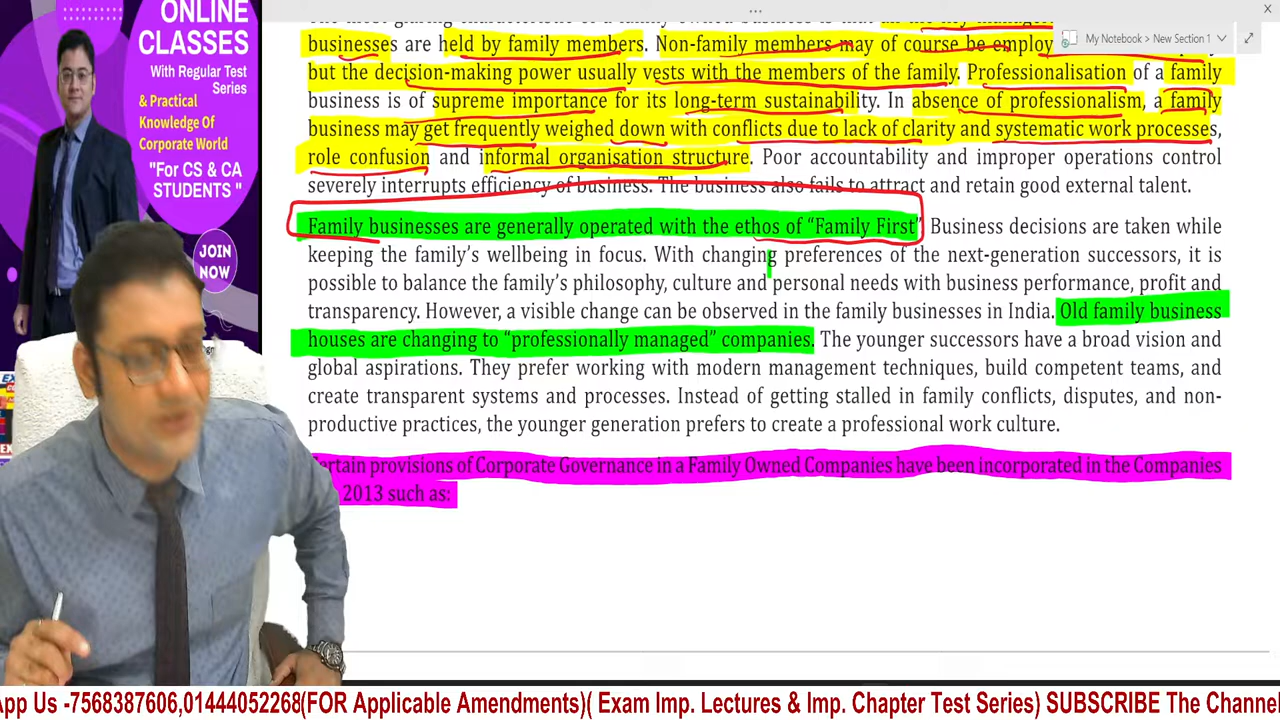 ONLINE
CLASSES
With Regular Test
Series
& Practical
Knowledge Of
Corporate World
"For CS & CA
STUDENTS "
JOIN
NOW
My Notebook > New Section 1
businesses are held by family members. Non-family members may of course be employ
but the decision-making power usually vests with the members of the family. Professionalisation of a family
business is of supreme importance for its long-term sustainability. In absence of professionalism, a family
business may get frequently weighed down with conflicts due to lack of clarity and systematic work processes,
role confusion and informal organisation structure. Poor accountability and improper operations control
severely interrupts efficiency of business. The business also fails to attract and retain good external talent.
Family businesses are generally operated with the ethos of “Family First” Business decisions are taken while
keeping the family’s wellbeing in focus. With changing preferences of the next-generation successors, it is
possible to balance the family’s philosophy, culture and personal needs with business performance, profit and
transparency. However, a visible change can be observed in the family businesses in India. Old family business
houses are changing to “professionally managed” companies. The younger successors have a broad vision and
global aspirations. They prefer working with modern management techniques, build competent teams, and
create transparent systems and processes. Instead of getting stalled in family conflicts, disputes, and non-
productive practices, the younger generation prefers to create a professional work culture.
ertain provisions of Corporate Governance in a Family Owned Companies have been incorporated in the Companies
2013 such as:
App Us -7568387606,01444052268(FOR Applicable Amendments)( Exam Imp. Lectures & Imp. Chapter Test Series) SUBSCRIBE The Channel